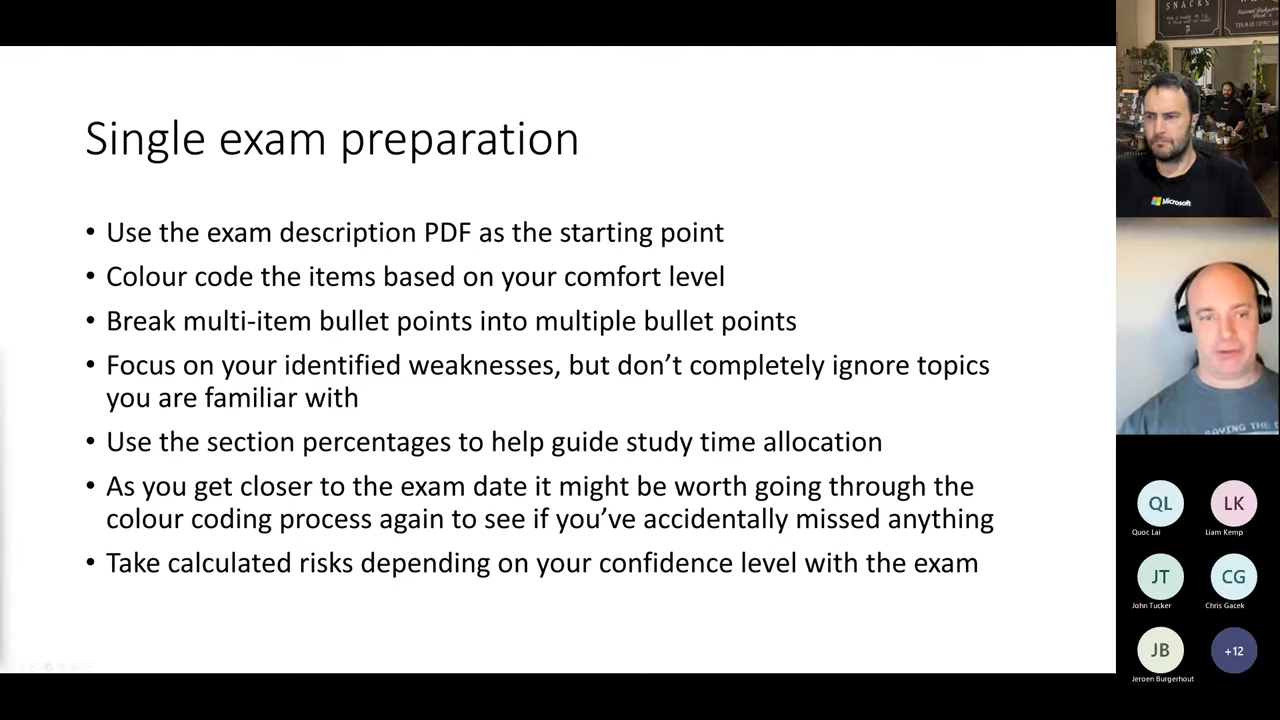 Single exam preparation
• Use the exam description PDF as the starting point
• Colour code the items based on your comfort level
• Break multi-item bullet points into multiple bullet points
• Focus on your identified weaknesses, but don’t completely ignore topics
you are familiar with
• Use the section percentages to help guide study time allocation
• As you get closer to the exam date it might be worth going through the
colour coding process again to see if you’ve accidentally missed anything
• Take calculated risks depending on your confidence level with the exam
SNACKS
Microsoft
SAVING THE
QL
LK
Quoc Lai
Liam Kemp
JT
CG
John Tucker
Chris Gacek
JB
+12
Jeroen Burgerhout